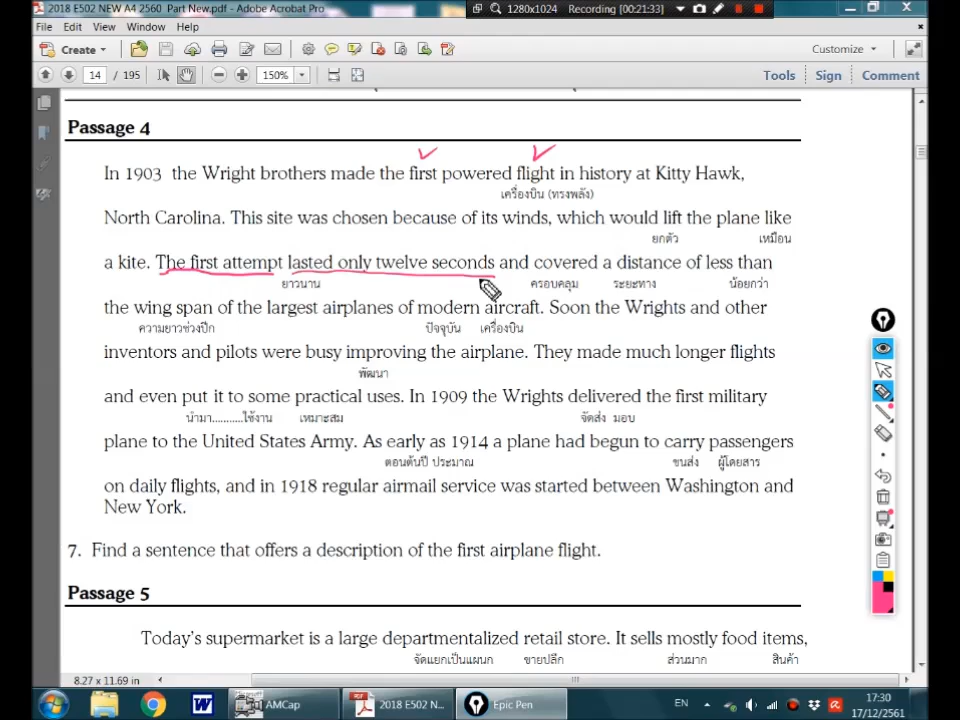 2018 E502 NEW A4 2560 Part New.pdf - Adobe Acrobat Pro
1280x1024 Recording [00:21:33]
File Edit View Window Help
Create
Customize
14 / 195
150%
Tools Sign Comment
Passage 4
In 1903 the Wright brothers made the first powered flight in history at Kitty Hawk,
เครื่องบิน (ทรงพลัง)
North Carolina. This site was chosen because of its winds, which would lift the plane like
ยกตัว เหมือน
a kite. The first attempt lasted only twelve seconds and covered a distance of less than
ยาวนาน ครอบคลุม ระยะทาง น้อยกว่า
the wing span of the largest airplanes of modern aircraft. Soon the Wrights and other
ความยาวช่วงปีก ปัจจุบัน เครื่องบิน
inventors and pilots were busy improving the airplane. They made much longer flights
พัฒนา
and even put it to some practical uses. In 1909 the Wrights delivered the first military
นำมา...........ใช้งาน เหมาะสม จัดส่ง มอบ
plane to the United States Army. As early as 1914 a plane had begun to carry passengers
ตอนต้นปี ประมาณ ขนส่ง ผู้โดยสาร
on daily flights, and in 1918 regular airmail service was started between Washington and
New York.
7. Find a sentence that offers a description of the first airplane flight.
Passage 5
Today's supermarket is a large departmentalized retail store. It sells mostly food items,
จัดแยกเป็นแผนก ขายปลีก ส่วนมาก สินค้า
8.27 x 11.69 in
AMCap
2018 E502 N...
Epic Pen
EN
17:30
17/12/2561